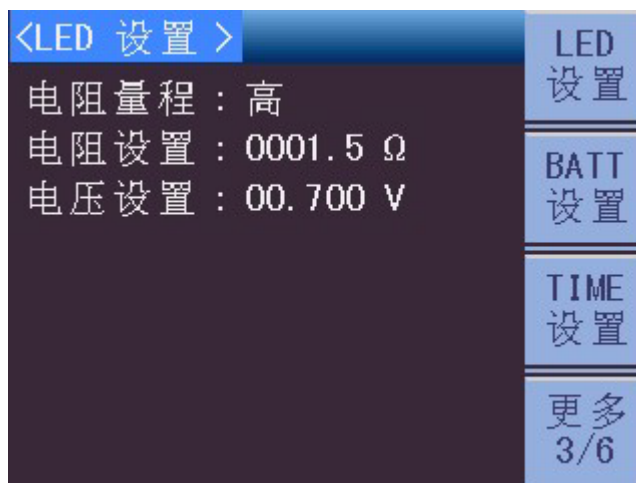 <LED 设置 >
电阻量程：高
电阻设置：0001.5 Ω
电压设置：00.700 V
LED
设置
BATT
设置
TIME
设置
更多
3/6